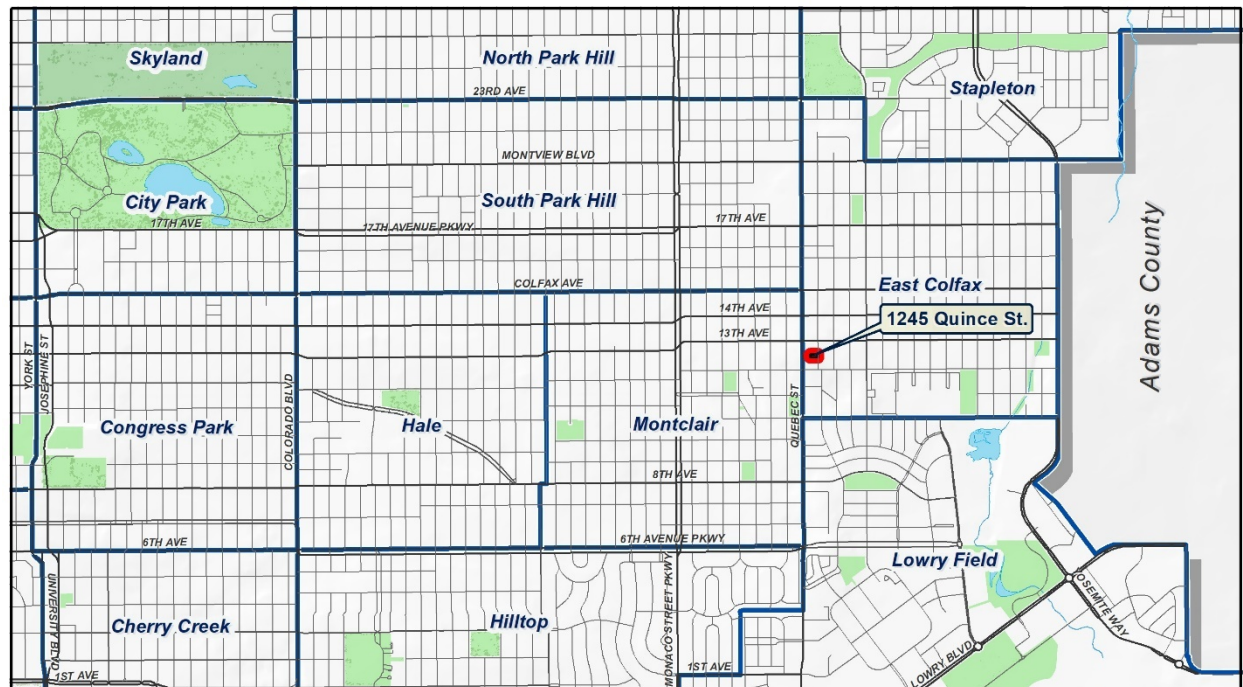 Skyland
North Park Hill
23RD AVE
Stapleton
MONTVIEW BLVD
City Park
South Park Hill
17TH AVE
17TH AVENUE PKWY
17TH AVE
COLFAX AVE
East Colfax
14TH AVE
1245 Quince St.
13TH AVE
Adams County
YORK ST
JOSEPHINE ST
COLORADO BLVD
QUEBEC ST
Congress Park
Hale
Montclair
8TH AVE
6TH AVE
6TH AVENUE PKWY
Lowry Field
UNIVERSITY BLVD
Cherry Creek
Hilltop
MONACO STREET PKWY
YOSEMITE WAY
LOWRY BLVD
1ST AVE
1ST AVE